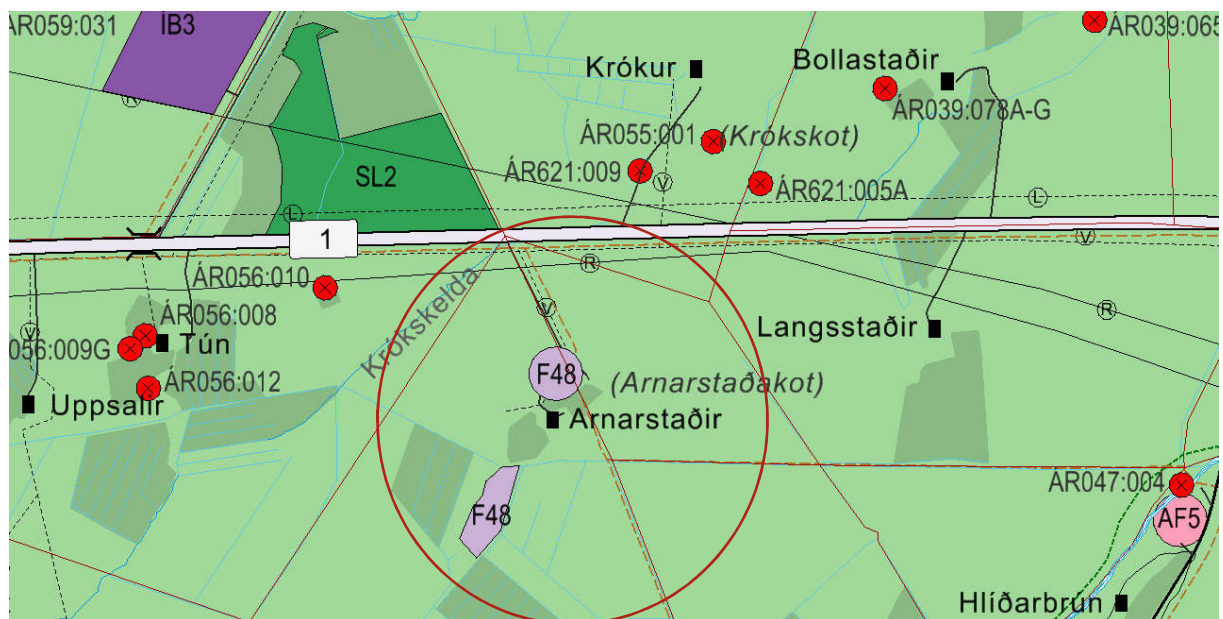 ÁR059:031
ÍB3
ÁR039:065
Krókur
Bollastaðir
R
ÁR039:078A-G
ÁR055:001
(Krókskot)
SL2
ÁR621:009
V
ÁR621:005A
L
L
1
V
R
ÁR056:010
Krókskelda
V
R
ÁR056:008
Langsstaðir
V
056:009G
Tún
F48
(Arnarstaðakot)
ÁR056:012
Uppsalir
Arnarstaðir
ÁR047:004
F48
AF5
Hlíðarbrún